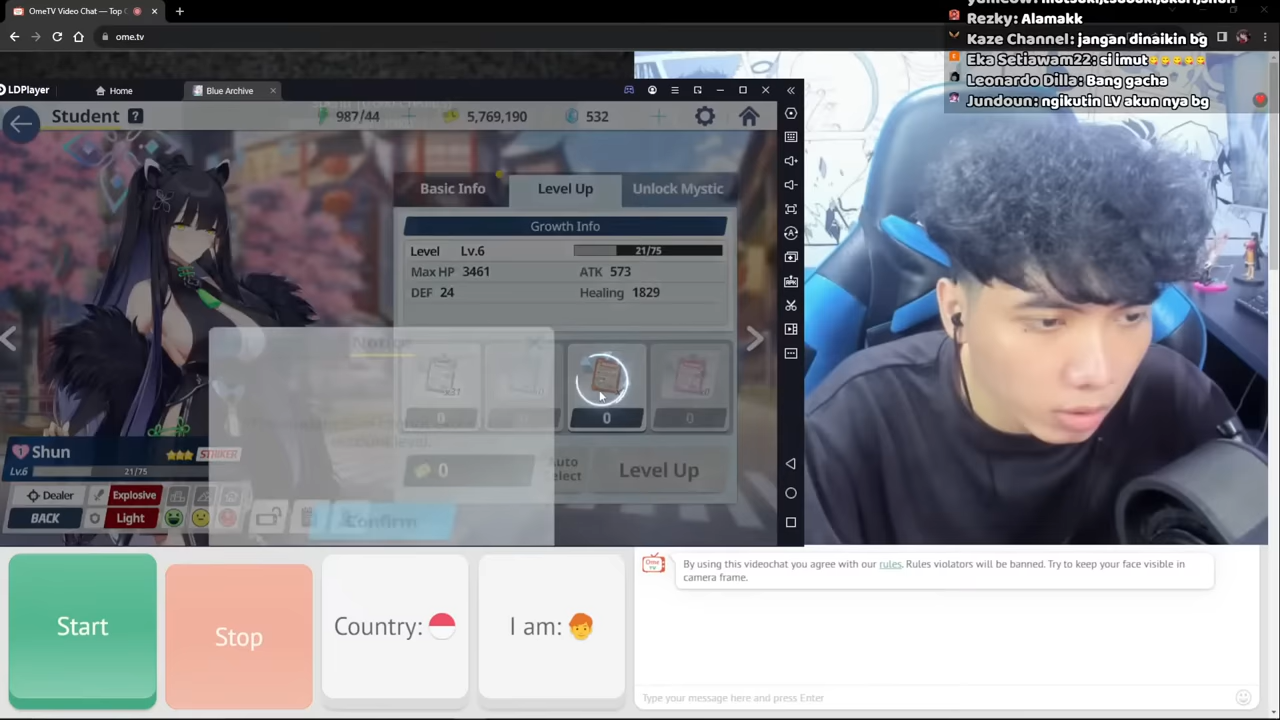 OmeTV Video Chat — Top C
ome.tv
Rezky: Alamakk
Kaze Channel: jangan dinaikin bg
Eka Setiawam22: si imut
Leonardo Dilla: Bang gacha
Jundoun: ngikutin LV akun nya bg
LDPlayer
Home
Blue Archive
Student ?
987/44
5,769,190
532
Basic Info
Level Up
Unlock Mystic
Growth Info
Level Lv.6 21/75
Max HP 3461 ATK 573
DEF 24 Healing 1829
Notice
0 0
level.
0
Auto
Select
Level Up
Confirm
Shun
STRIKER
Lv.6 21/75
Dealer Explosive
BACK Light
Start
Stop
Country:
I am:
Ome
TV
By using this videochat you agree with our rules. Rules violators will be banned. Try to keep your face visible in
camera frame.
Type your message here and press Enter